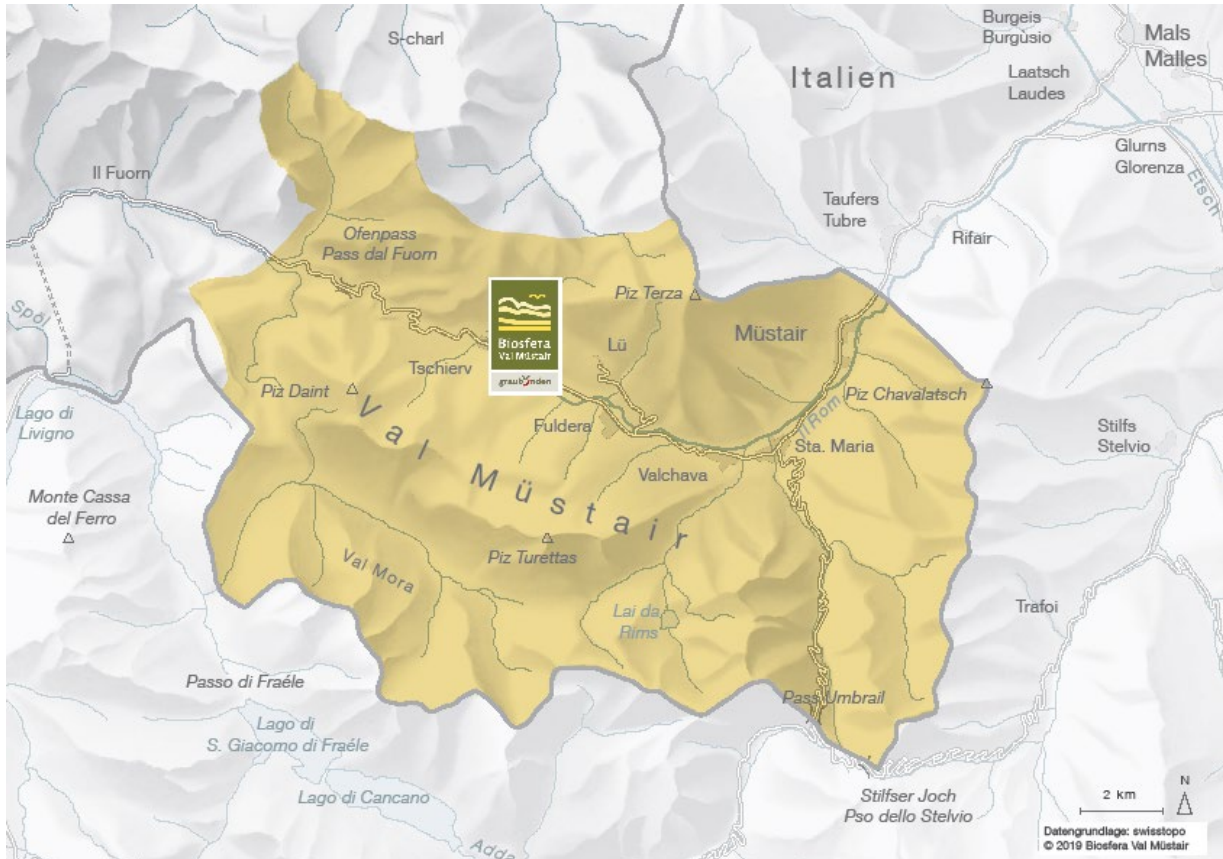 S-charl
Burgeis
Burgusio
Mals
Malles
Italien
Laatsch
Laudes
Glurns
Glorenza
Etsch
Il Fuorn
Taufers
Tubre
Rifair
Ofenpass
Pass dal Fuorn
Piz Terza
Biosfera
Val Müstair
graubünden
Müstair
Lü
Spöl
Tschierv
Piz Daint
Piz Chavalatsch
Il Rom
Lago di
Livigno
Fuldera
Sta. Maria
Stilfs
Stelvio
Valchava
Val Müstair
Monte Cassa
del Ferro
Piz Turettas
Val Mora
Lai da
Rims
Trafoi
Passo di Fraéle
Pass Umbrail
Lago di
S. Giacomo di Fraéle
Lago di Cancano
Stilfser Joch
Pso dello Stelvio
2 km
N
Adda
Datengrundlage: swisstopo
© 2019 Biosfera Val Müstair